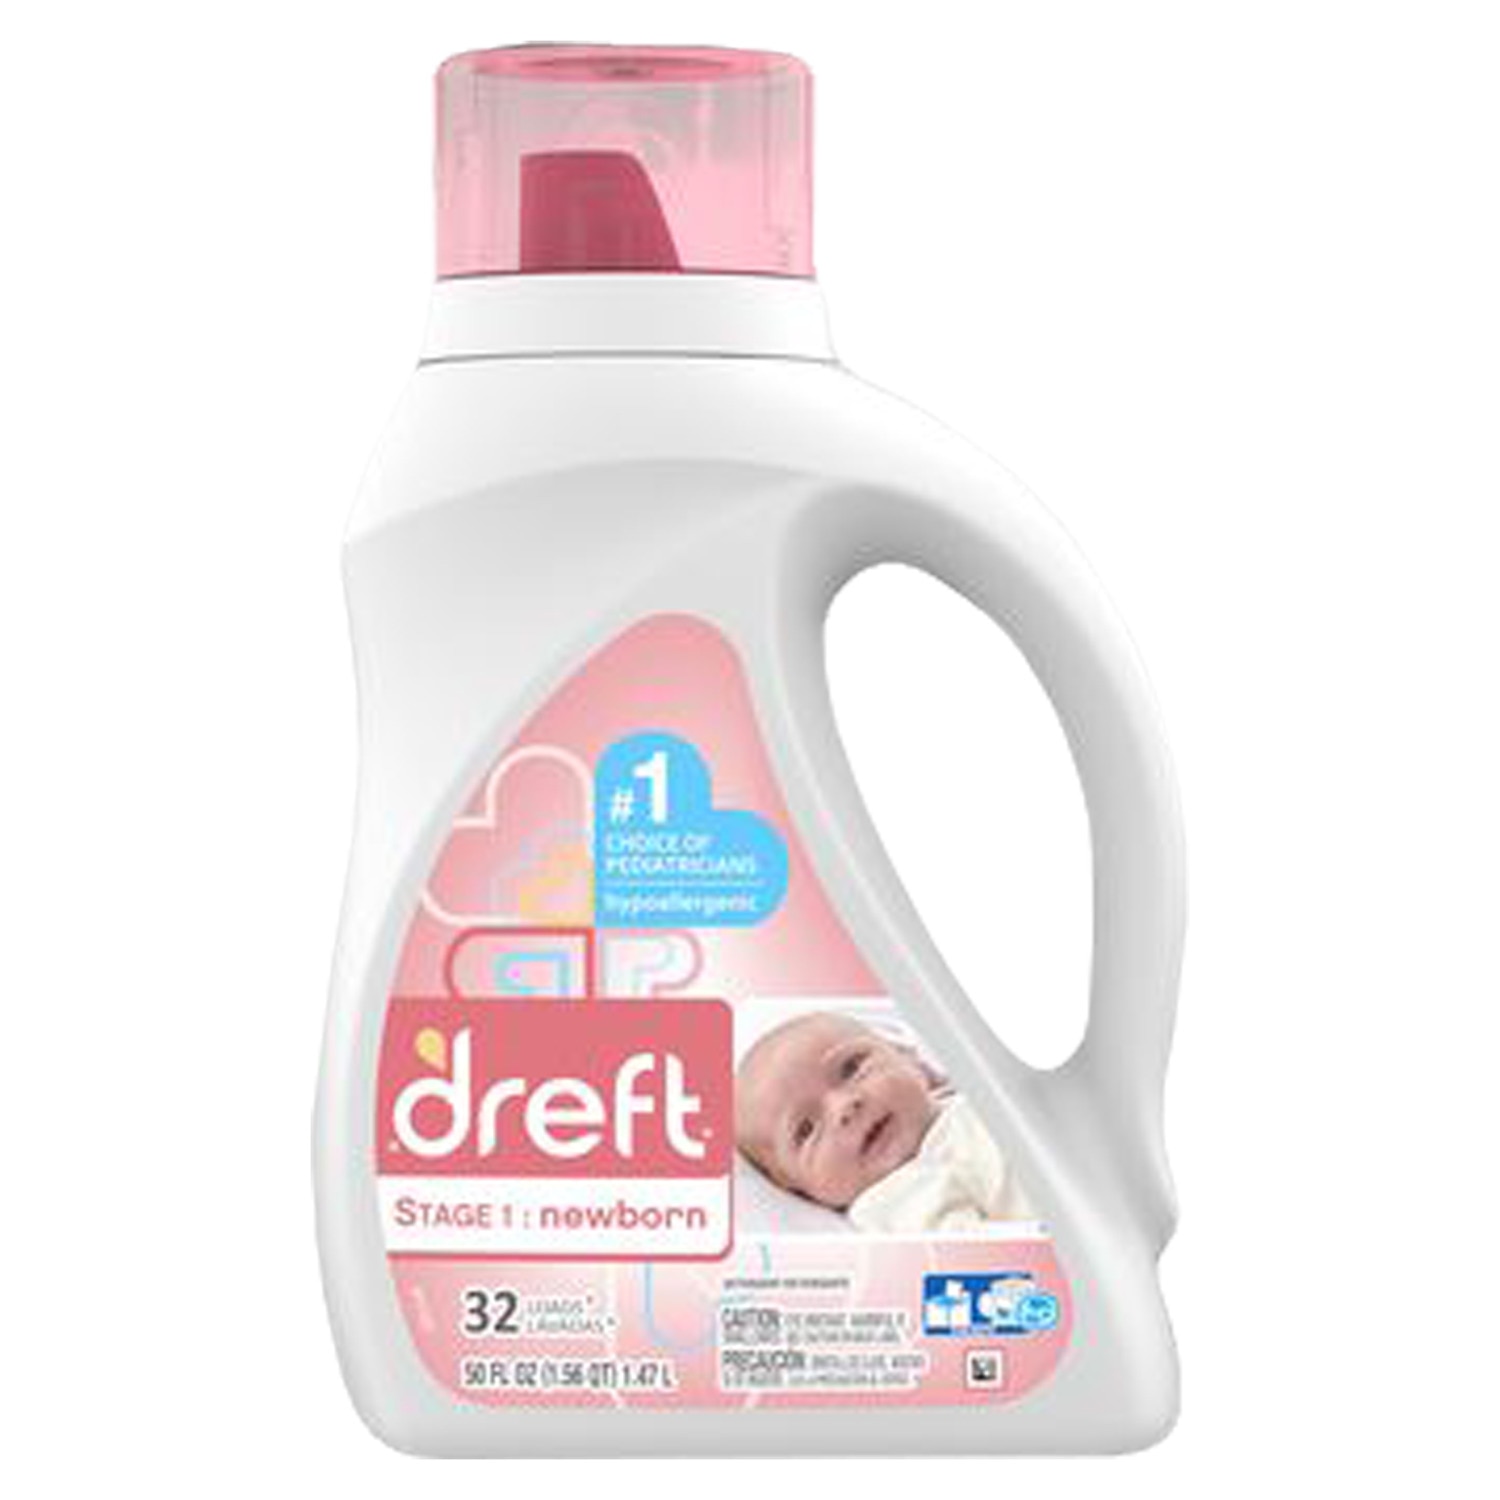 #1
CHOICE OF
PEDIATRICIANS
hypoallergenic
dreft
STAGE 1 : newborn
32 LOADS*
LAVADAS*
50 FL OZ (1.56 QT) 1.47 L
CAUTION:
PRECAUCIÓN: